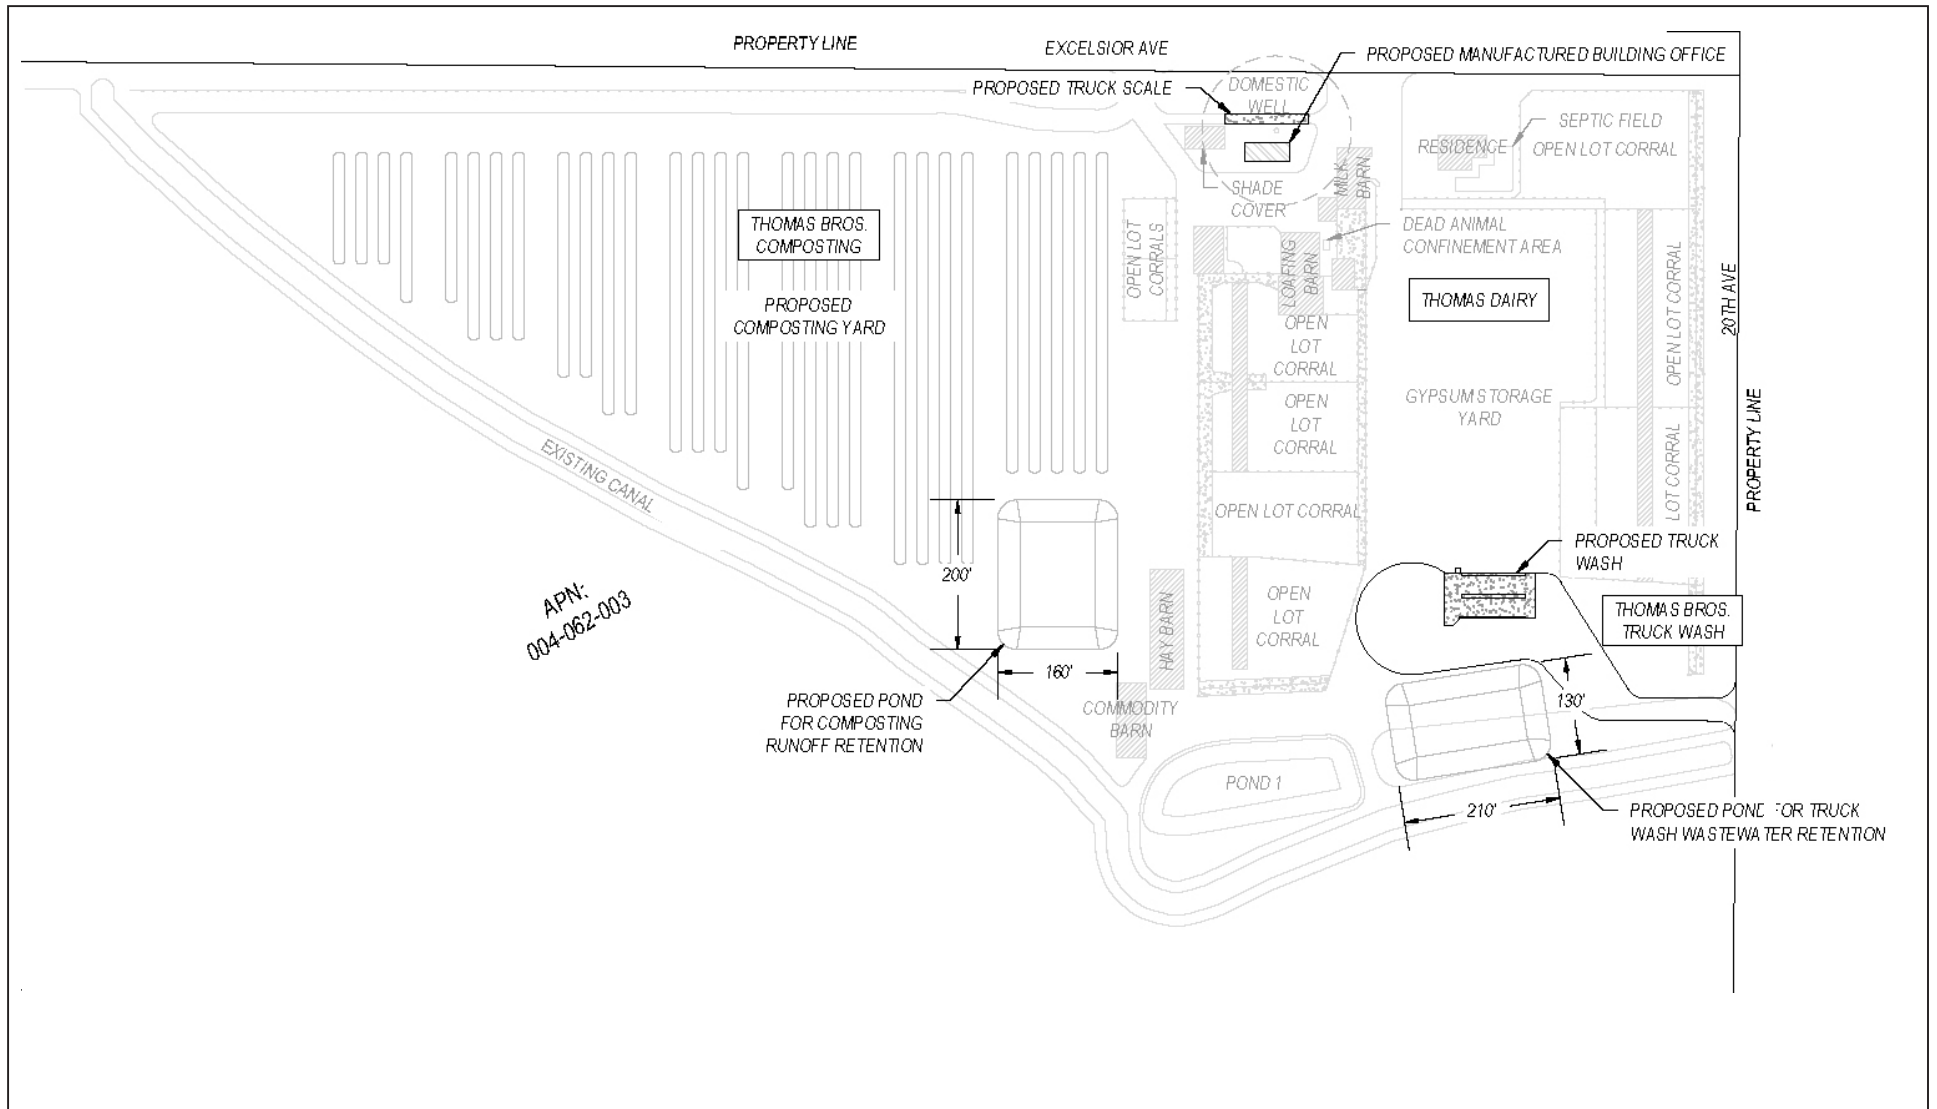 PROPERTY LINE
EXCELSIOR AVE
PROPOSED MANUFACTURED BUILDING OFFICE
PROPOSED TRUCK SCALE
DOMESTIC
WELL
SEPTIC FIELD
RESIDENCE
OPEN LOT CORRAL
MILK
BARN
SHADE
COVER
THOMAS BROS.
COMPOSTING
DEAD ANIMAL
CONFINEMENT AREA
OPEN LOT
CORRALS
LOAFING
BARN
THOMAS DAIRY
OPEN LOT CORRAL
20TH AVE
PROPOSED
COMPOSTING YARD
OPEN
LOT
CORRAL
GYPSUM STORAGE
YARD
OPEN
LOT
CORRAL
PROPERTY LINE
LOT CORRAL
EXISTING CANAL
OPEN LOT CORRAL
PROPOSED TRUCK
WASH
200'
APN:
004-062-003
OPEN
LOT
CORRAL
THOMAS BROS.
TRUCK WASH
HAY BARN
160'
PROPOSED POND
FOR COMPOSTING
RUNOFF RETENTION
COMMODITY
BARN
130'
POND 1
210'
PROPOSED POND FOR TRUCK
WASH WASTEWATER RETENTION